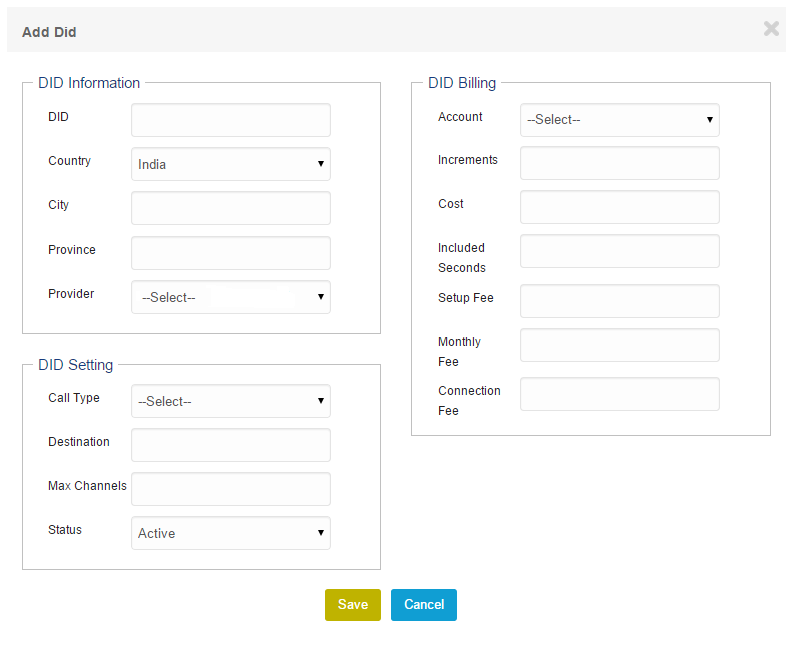 Add Did
DID Information
DID
Country
India
City
Province
Provider
--Select--
DID Setting
Call Type
--Select--
Destination
Max Channels
Status
Active
DID Billing
Account
--Select--
Increments
Cost
Included
Seconds
Setup Fee
Monthly
Fee
Connection
Fee
Save
Cancel